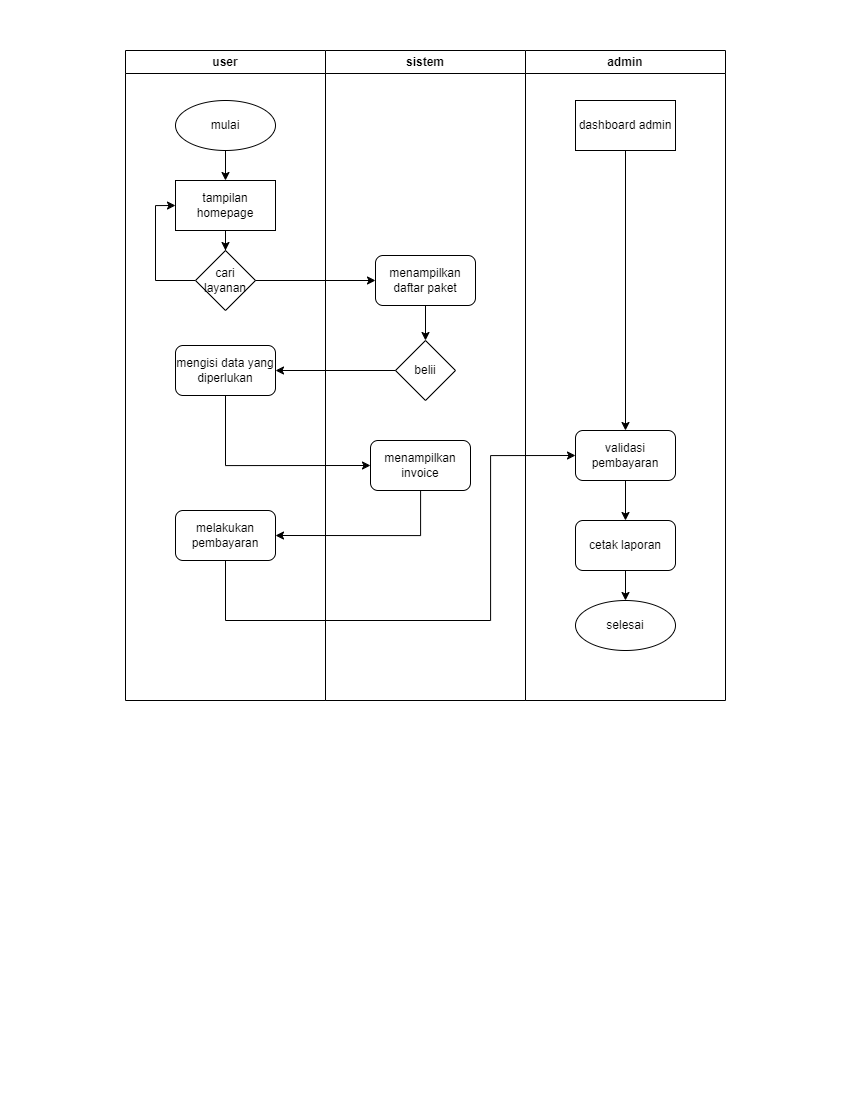 user
sistem
admin
mulai
dashboard admin
tampilan
homepage
cari
layanan
menampilkan
daftar paket
mengisi data yang
diperlukan
belii
menampilkan
invoice
validasi
pembayaran
melakukan
pembayaran
cetak laporan
selesai